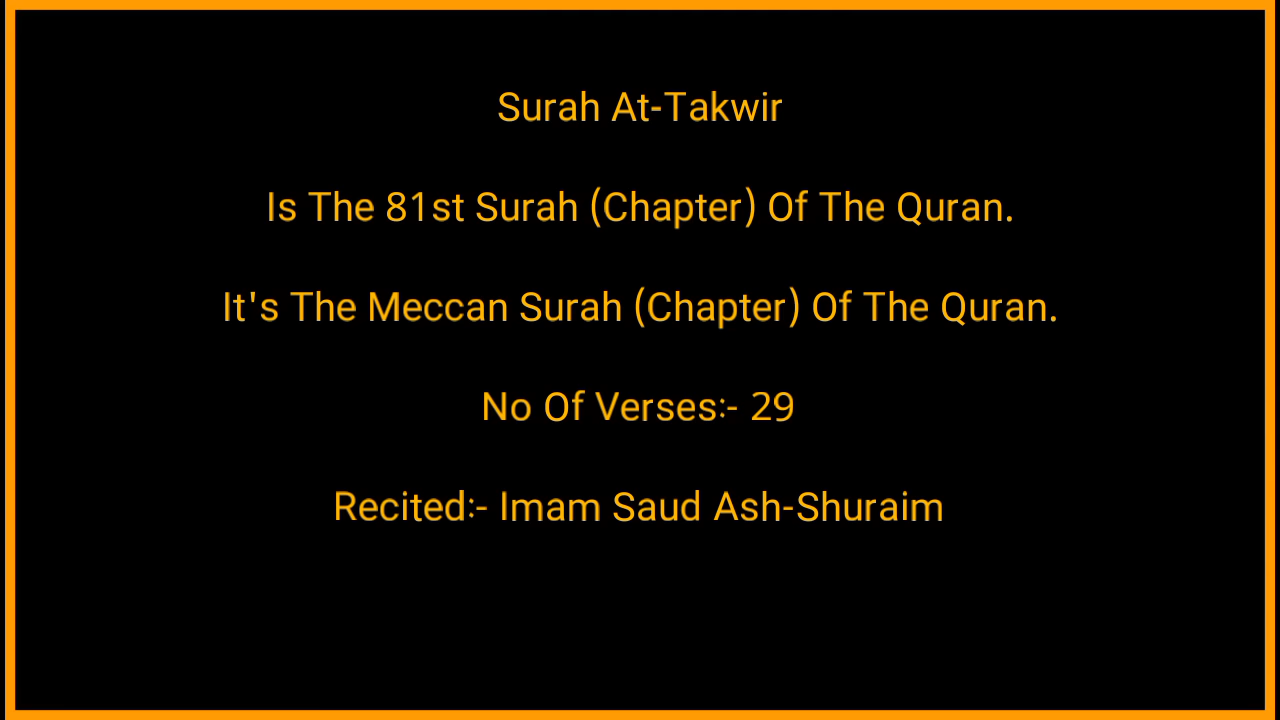 Surah At-Takwir
Is The 81st Surah (Chapter) Of The Quran.
It's The Meccan Surah (Chapter) Of The Quran.
No Of Verses:- 29
Recited:- Imam Saud Ash-Shuraim